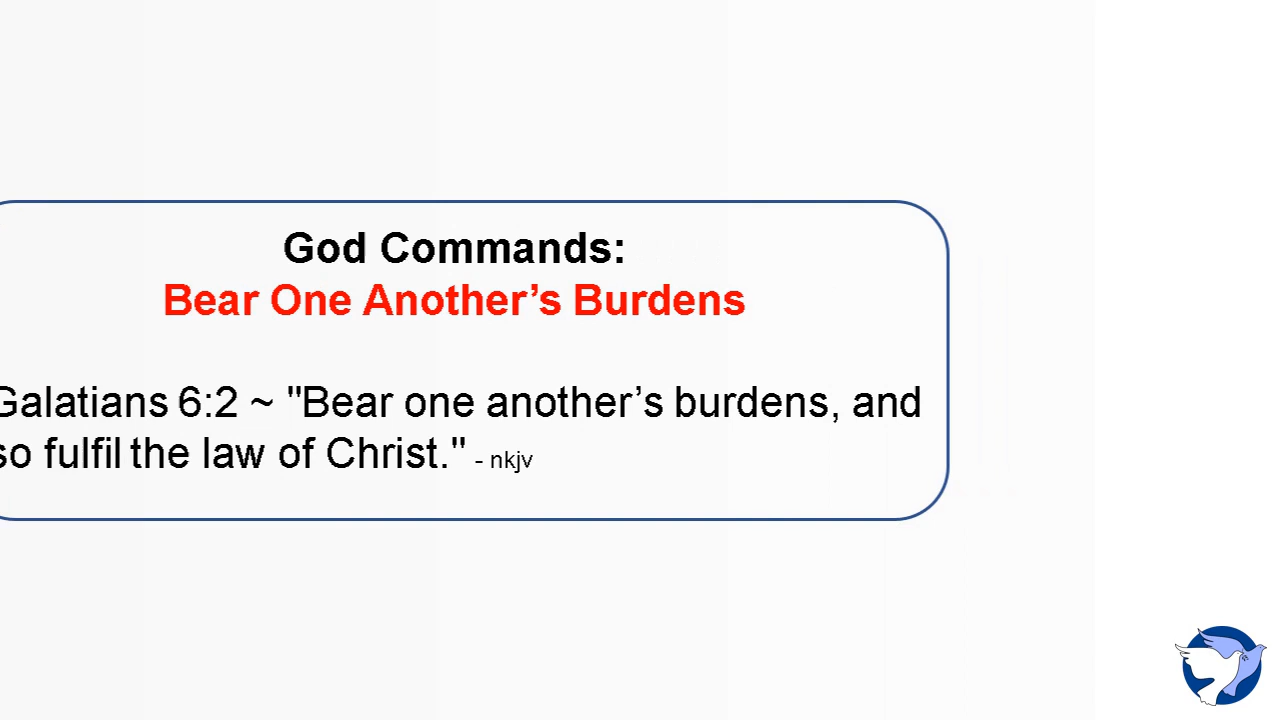 God Commands:
Bear One Another’s Burdens
Galatians 6:2 ~ "Bear one another’s burdens, and
so fulfil the law of Christ." - nkjv